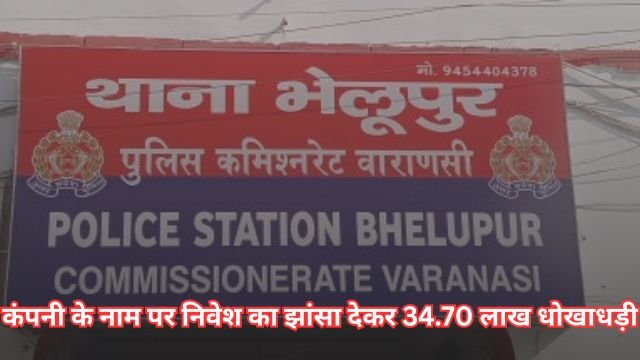 मो. 9454404378
थाना भेलूपुर
पुलिस कमिश्नरेट वाराणसी
POLICE STATION BHELUPUR
COMMISSIONERATE VARANASI
कंपनी के नाम पर निवेश का झांसा देकर 34.70 लाख धोखाधड़ी